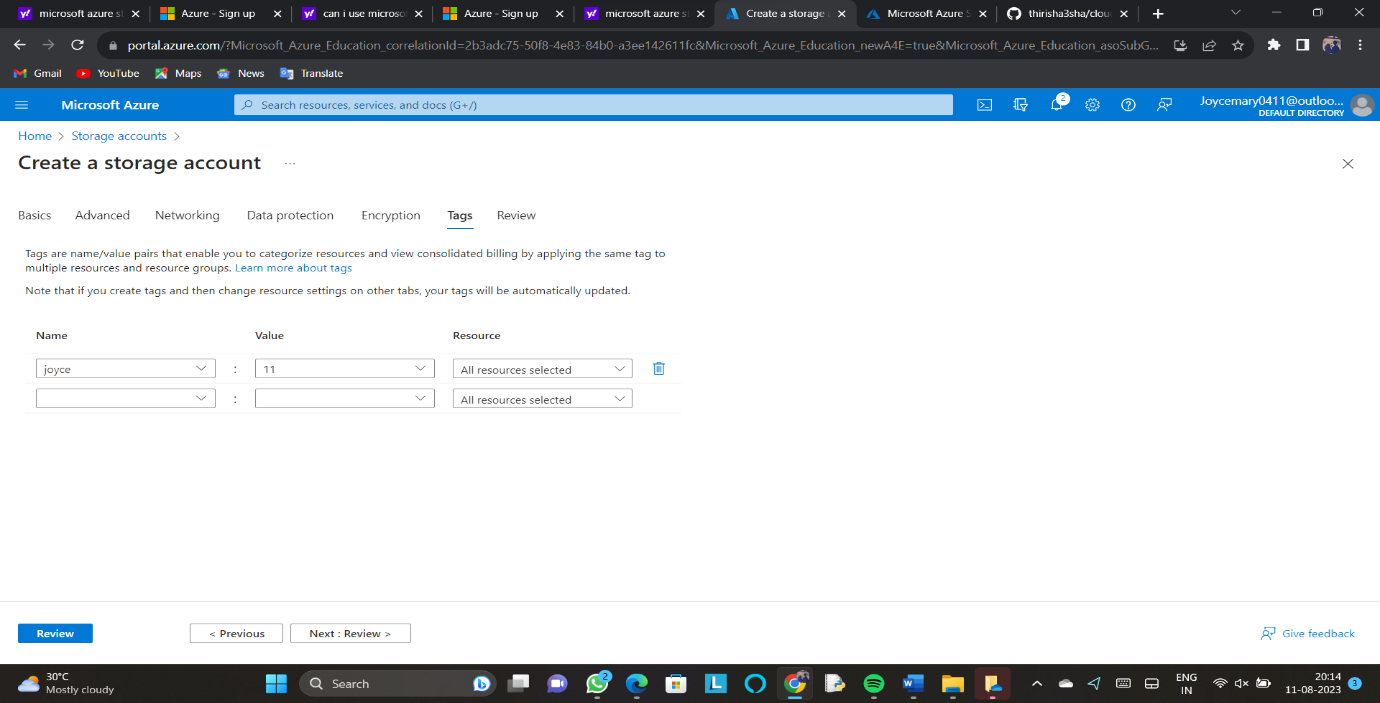 microsoft azure st
Azure - Sign up
can i use microso
Azure - Sign up
microsoft azure st
Create a storage a
Microsoft Azure S
thirisha3sha/clou
portal.azure.com/?Microsoft_Azure_Education_correlationId=2b3adc75-50f8-4e83-84b0-a3ee142611fc&Microsoft_Azure_Education_newA4E=true&Microsoft_Azure_Education_asoSubG...
Gmail
YouTube
Maps
News
Translate
Microsoft Azure
Search resources, services, and docs (G+/)
2
Joycemary0411@outloo...
DEFAULT DIRECTORY
Home > Storage accounts >
Create a storage account ...
Basics
Advanced
Networking
Data protection
Encryption
Tags
Review
Tags are name/value pairs that enable you to categorize resources and view consolidated billing by applying the same tag to
multiple resources and resource groups. Learn more about tags
Note that if you create tags and then change resource settings on other tabs, your tags will be automatically updated.
Name
Value
Resource
joyce : 11 All resources selected
: All resources selected
Review
< Previous
Next : Review >
Give feedback
30°C
Mostly cloudy
Search
2
ENG
IN
20:14
11-08-2023
3